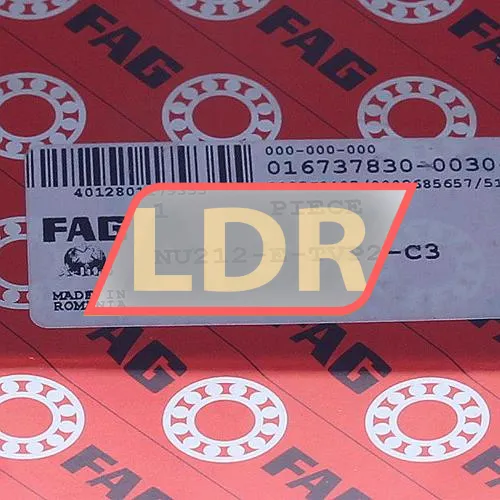 FAG
FAG
000-000-000
016737830-0030
1 PIECE
FAG
NU212-E-TVP2-C3
MADE IN
ROMANIA
LDR
FAG
FAG
FAG